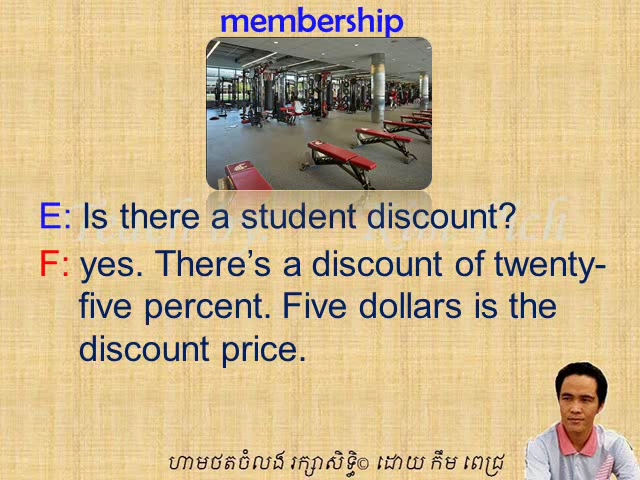 membership
E: Is there a student discount?
F: yes. There's a discount of twenty-
five percent. Five dollars is the
discount price.
ហាមថតចំលង រក្សាសិទ្ធិ© ដោយ កឹម ពេជ្រ